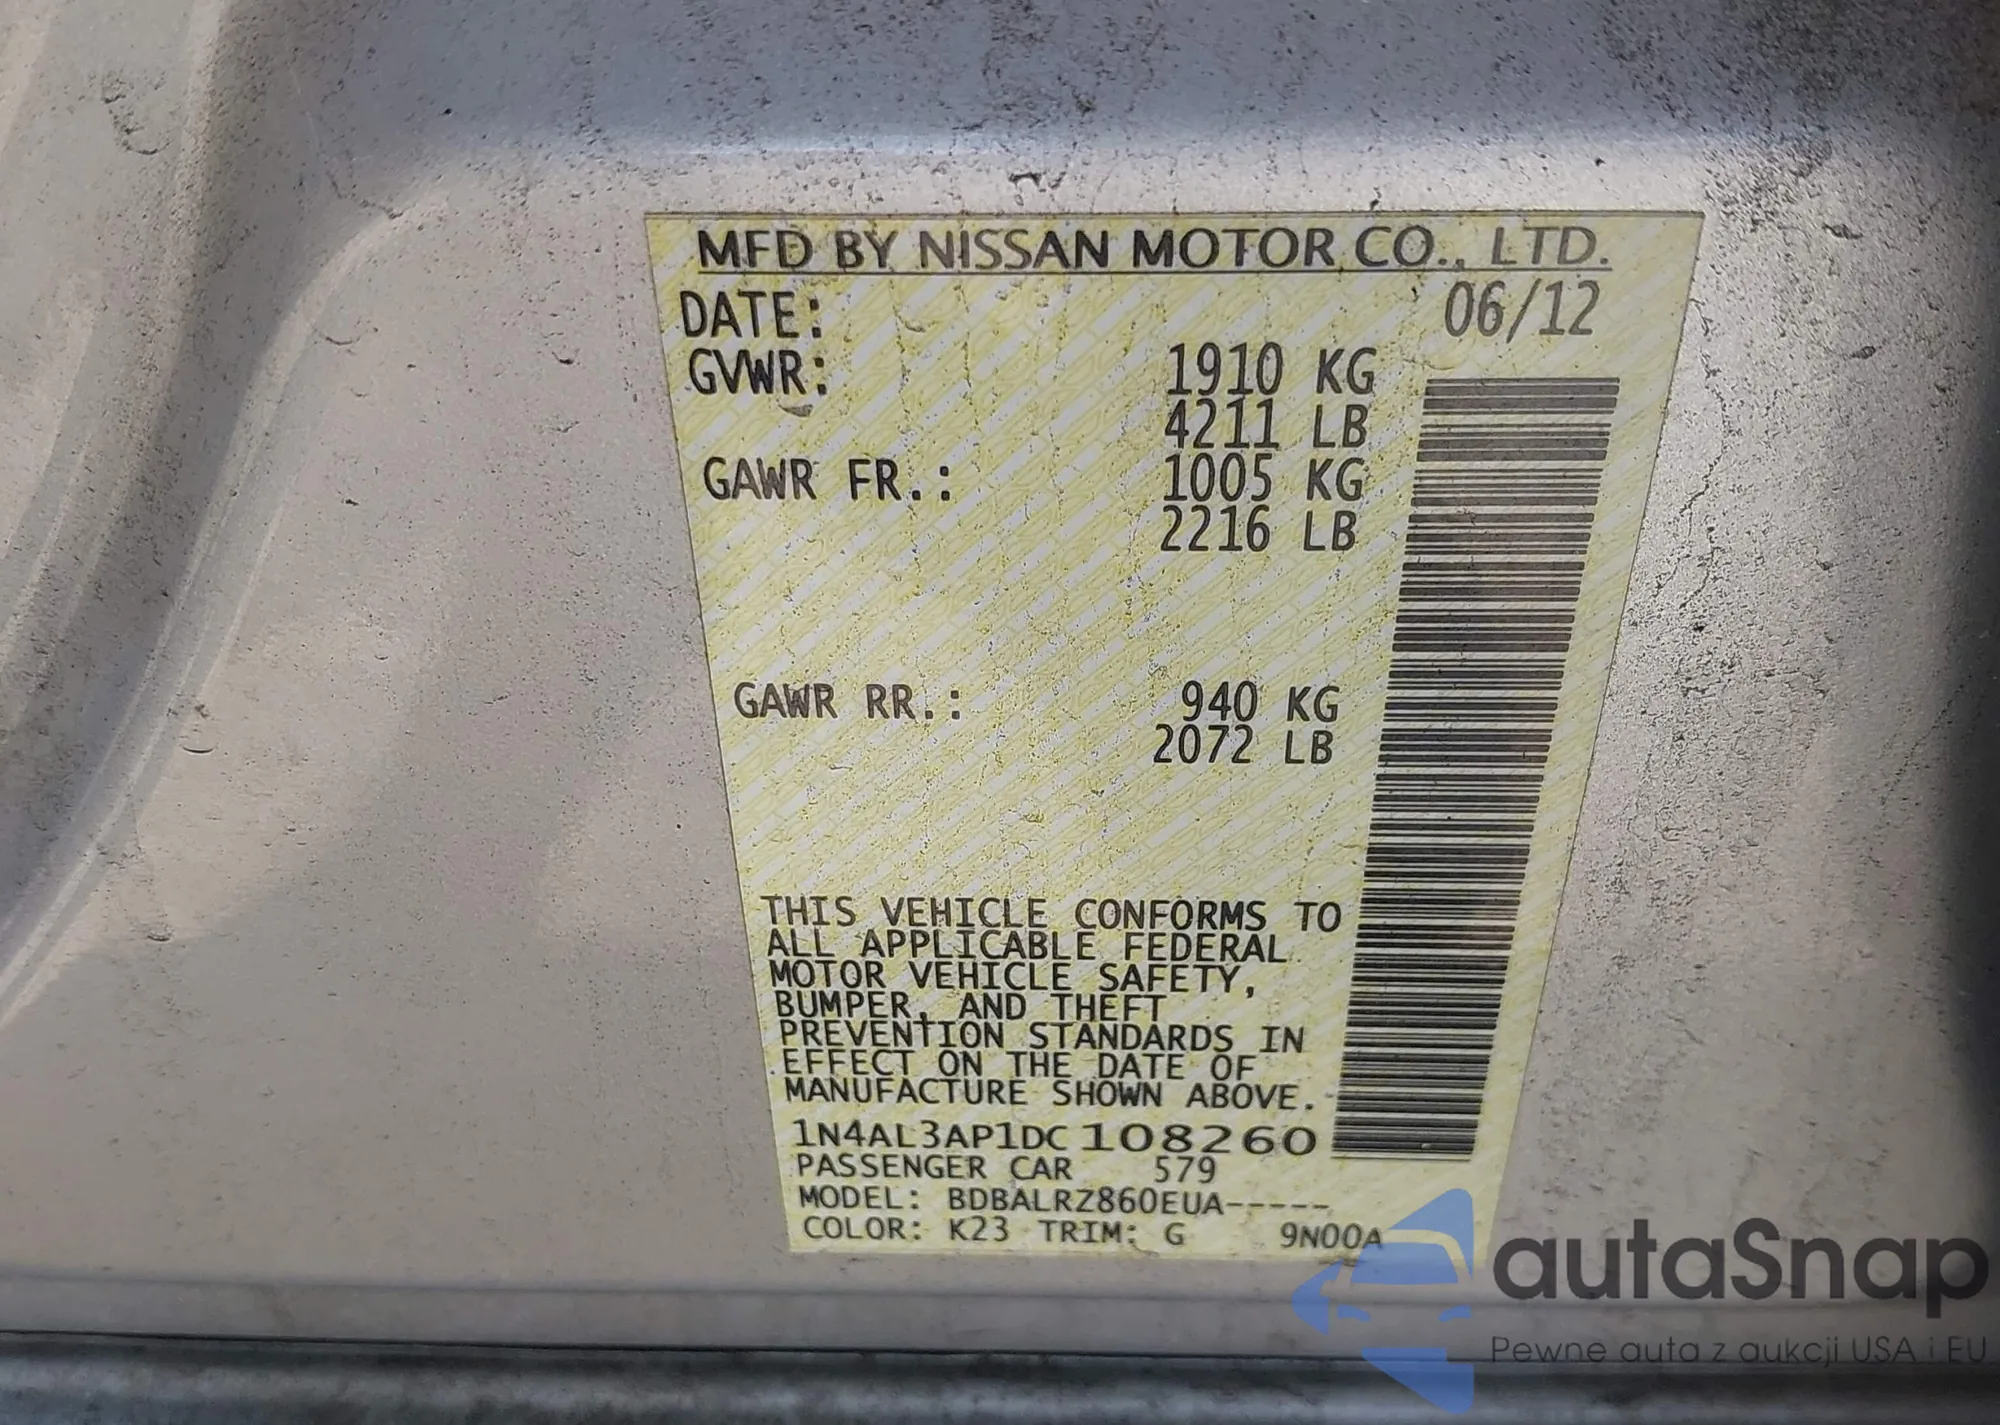 MFD BY NISSAN MOTOR CO., LTD.
DATE: 06/12
GVWR: 1910 KG
4211 LB
GAWR FR.: 1005 KG
2216 LB
GAWR RR.: 940 KG
2072 LB
THIS VEHICLE CONFORMS TO
ALL APPLICABLE FEDERAL
MOTOR VEHICLE SAFETY,
BUMPER, AND THEFT
PREVENTION STANDARDS IN
EFFECT ON THE DATE OF
MANUFACTURE SHOWN ABOVE.
1N4AL3AP1DC108260
PASSENGER CAR 579
MODEL: BDBALRZ860EUA-----
COLOR: K23 TRIM: G 9N00A
autaSnap
Pewne auta z aukcji USA i EU